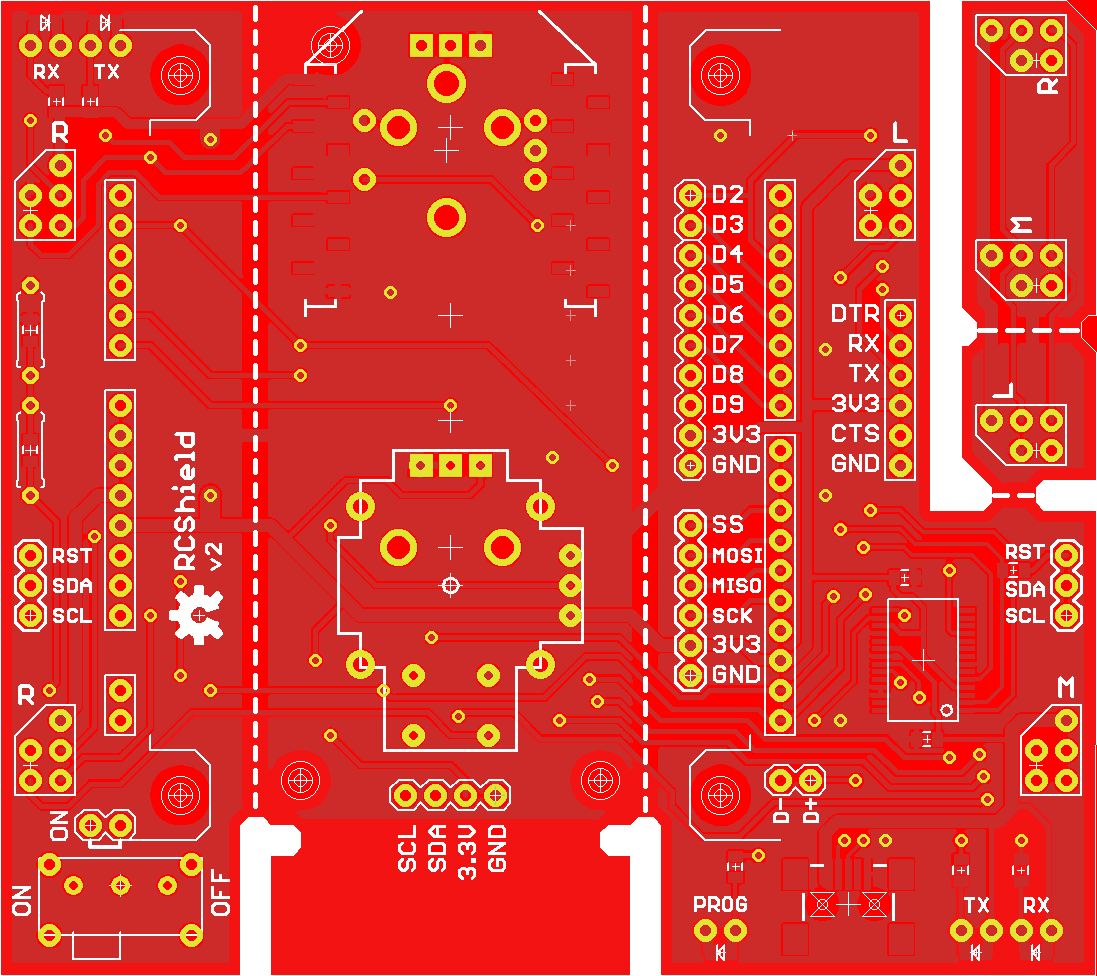 RX TX
R
RCShield
v2
RST
SDA
SCL
R
ON
ON
OFF
SCL
SDA
3.3V
GND
D2
D3
D4
D5
D6
D7
D8
D9
3V3
GND
SS
MOSI
MISO
SCK
3V3
GND
L
DTR
RX
TX
3V3
CTS
GND
D-
D+
PROG
TX RX
RST
SDA
SCL
M
R
M
L